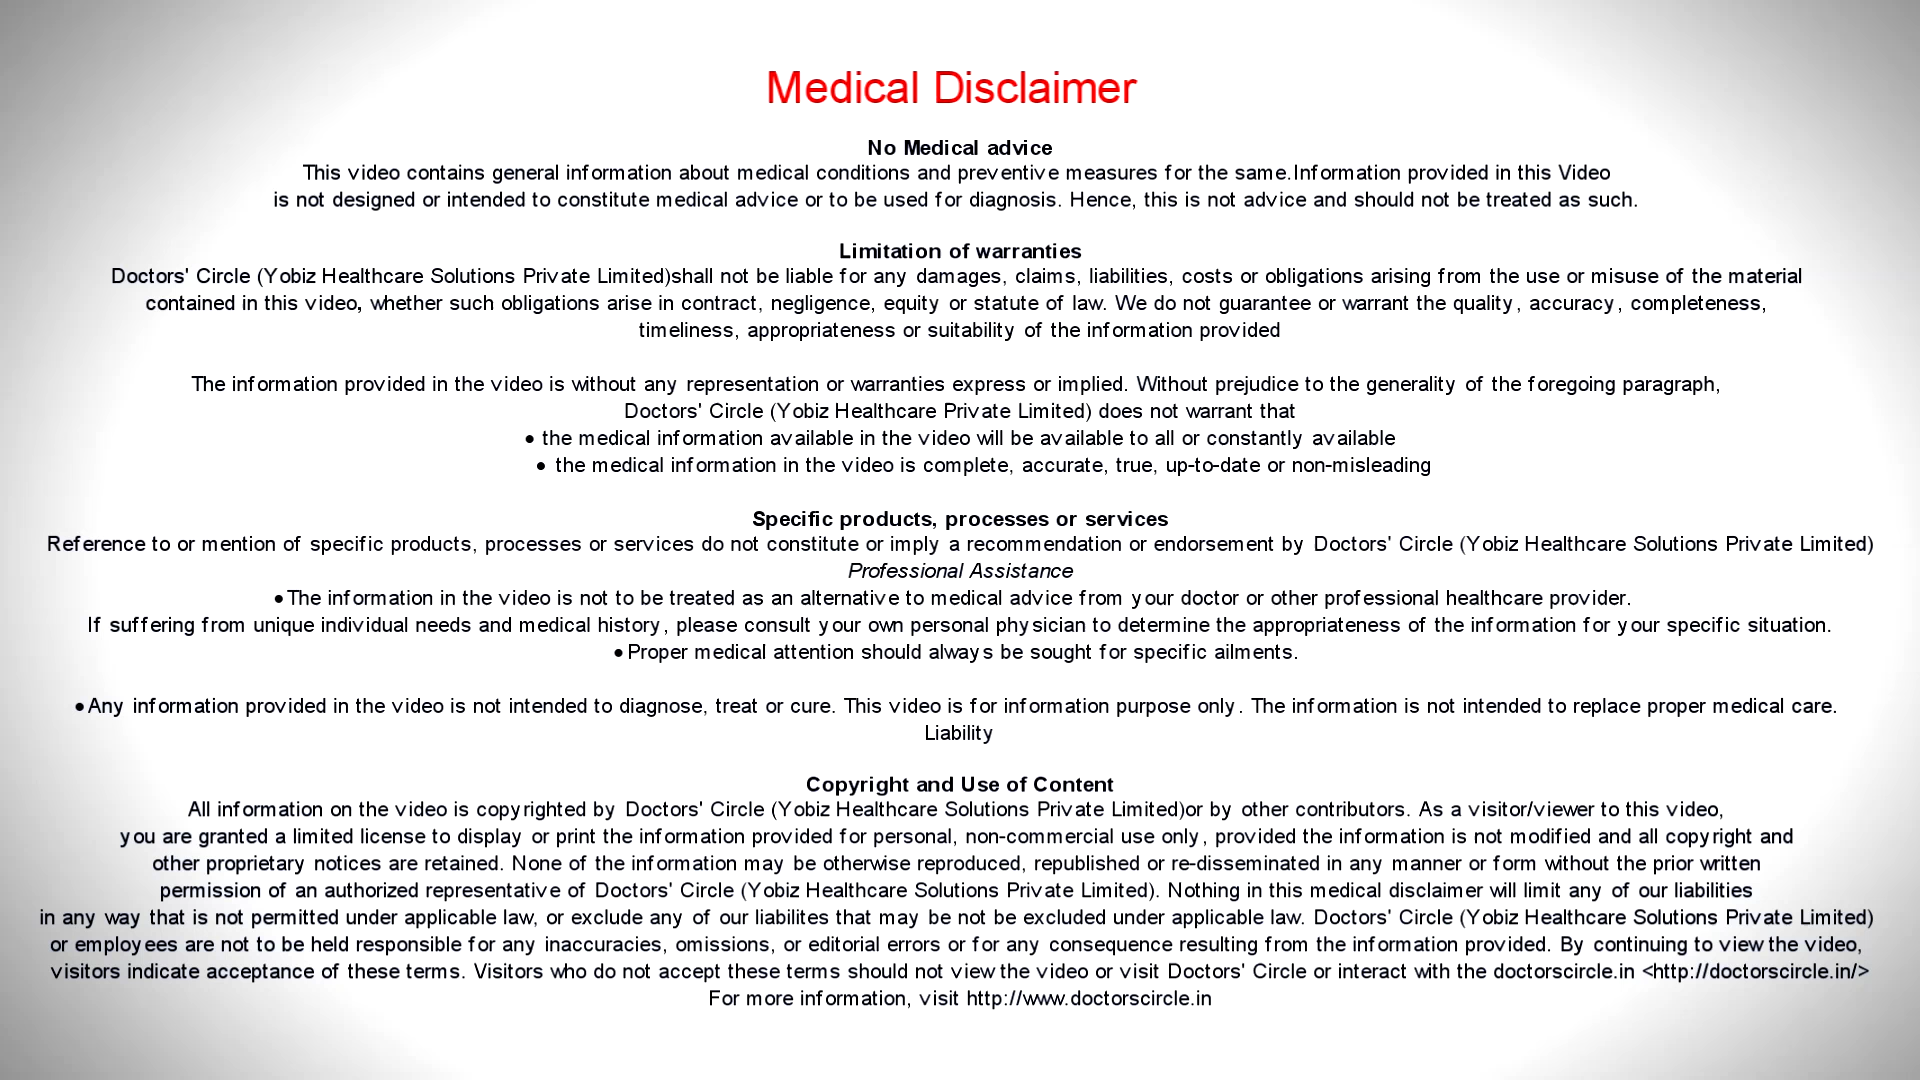 Medical Disclaimer
No Medical advice
This video contains general information about medical conditions and preventive measures for the same.Information provided in this Video
is not designed or intended to constitute medical advice or to be used for diagnosis. Hence, this is not advice and should not be treated as such.
Limitation of warranties
Doctors' Circle (Yobiz Healthcare Solutions Private Limited)shall not be liable for any damages, claims, liabilities, costs or obligations arising from the use or misuse of the material
contained in this video, whether such obligations arise in contract, negligence, equity or statute of law. We do not guarantee or warrant the quality, accuracy, completeness,
timeliness, appropriateness or suitability of the information provided
The information provided in the video is without any representation or warranties express or implied. Without prejudice to the generality of the foregoing paragraph,
Doctors' Circle (Yobiz Healthcare Private Limited) does not warrant that
• the medical information available in the video will be available to all or constantly available
• the medical information in the video is complete, accurate, true, up-to-date or non-misleading
Specific products, processes or services
Reference to or mention of specific products, processes or services do not constitute or imply a recommendation or endorsement by Doctors' Circle (Yobiz Healthcare Solutions Private Limited)
Professional Assistance
•The information in the video is not to be treated as an alternative to medical advice from your doctor or other professional healthcare provider.
If suffering from unique individual needs and medical history, please consult your own personal physician to determine the appropriateness of the information for your specific situation.
•Proper medical attention should always be sought for specific ailments.
•Any information provided in the video is not intended to diagnose, treat or cure. This video is for information purpose only. The information is not intended to replace proper medical care.
Liability
Copyright and Use of Content
All information on the video is copyrighted by Doctors' Circle (Yobiz Healthcare Solutions Private Limited)or by other contributors. As a visitor/viewer to this video,
you are granted a limited license to display or print the information provided for personal, non-commercial use only, provided the information is not modified and all copyright and
other proprietary notices are retained. None of the information may be otherwise reproduced, republished or re-disseminated in any manner or form without the prior written
permission of an authorized representative of Doctors' Circle (Yobiz Healthcare Solutions Private Limited). Nothing in this medical disclaimer will limit any of our liabilities
in any way that is not permitted under applicable law, or exclude any of our liabilites that may be not be excluded under applicable law. Doctors' Circle (Yobiz Healthcare Solutions Private Limited)
or employees are not to be held responsible for any inaccuracies, omissions, or editorial errors or for any consequence resulting from the information provided. By continuing to view the video,
visitors indicate acceptance of these terms. Visitors who do not accept these terms should not view the video or visit Doctors' Circle or interact with the doctorscircle.in <http://doctorscircle.in/>
For more information, visit http://www.doctorscircle.in